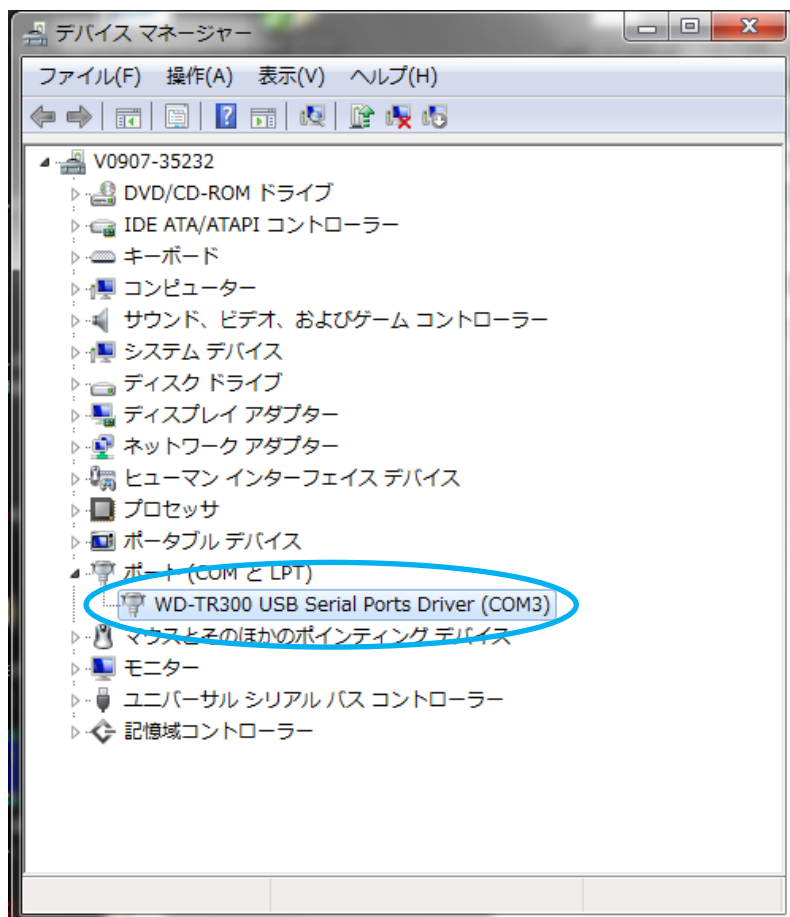 デバイス マネージャー
ファイル(F) 操作(A) 表示(V) ヘルプ(H)
V0907-35232
DVD/CD-ROM ドライブ
IDE ATA/ATAPI コントローラー
キーボード
コンピューター
サウンド、ビデオ、およびゲーム コントローラー
システム デバイス
ディスク ドライブ
ディスプレイ アダプター
ネットワーク アダプター
ヒューマン インターフェイス デバイス
プロセッサ
ポータブル デバイス
ポート (COM と LPT)
WD-TR300 USB Serial Ports Driver (COM3)
マウスとそのほかのポインティング デバイス
モニター
ユニバーサル シリアル バス コントローラー
記憶域コントローラー